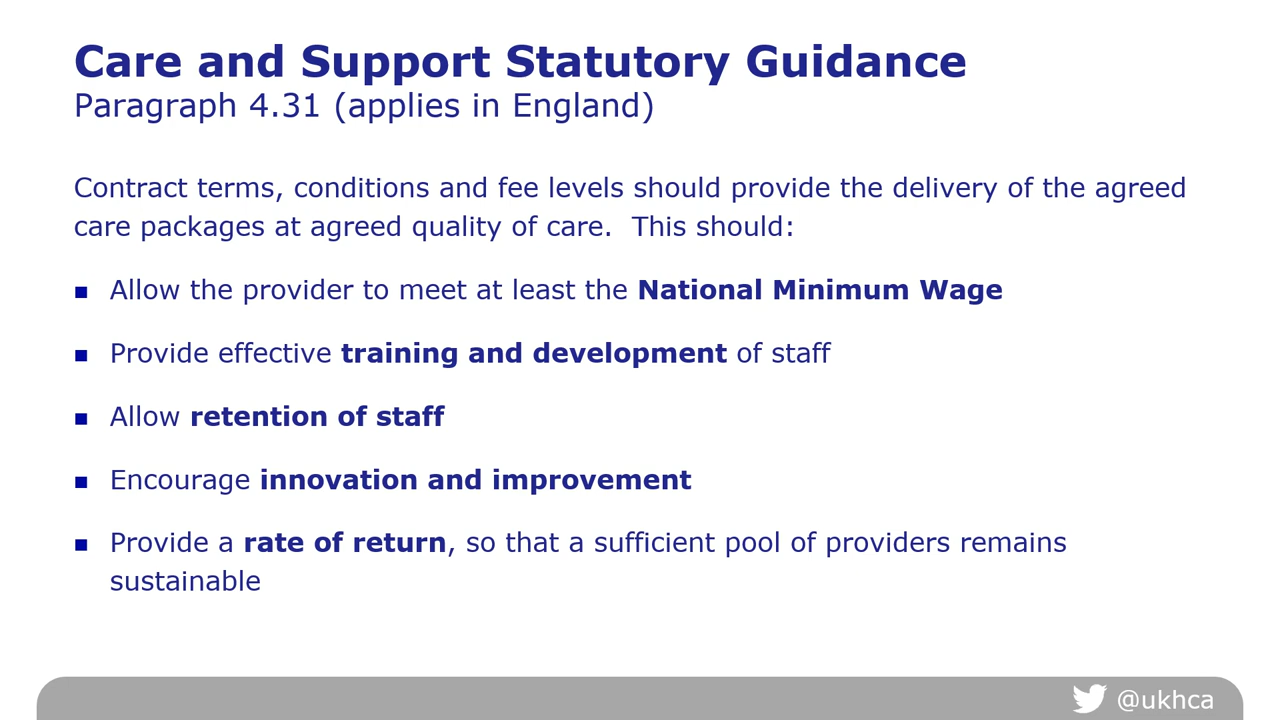 Care and Support Statutory Guidance
Paragraph 4.31 (applies in England)
Contract terms, conditions and fee levels should provide the delivery of the agreed
care packages at agreed quality of care.  This should:
▪ Allow the provider to meet at least the National Minimum Wage
▪ Provide effective training and development of staff
▪ Allow retention of staff
▪ Encourage innovation and improvement
▪ Provide a rate of return, so that a sufficient pool of providers remains
sustainable
@ukhca